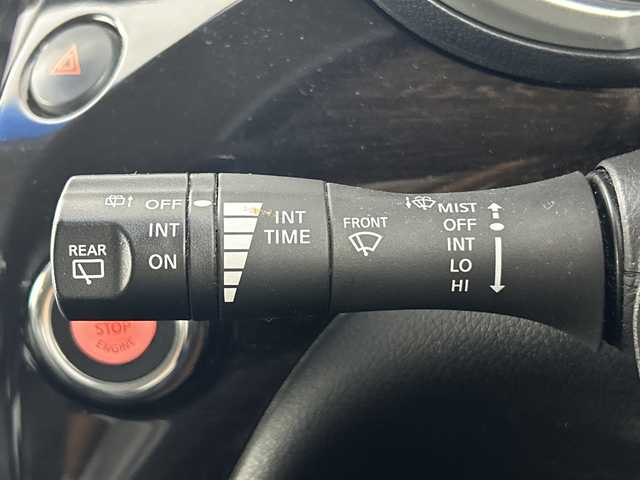 REAR
OFF
INT
ON
INT
TIME
FRONT
MIST
OFF
INT
LO
HI
STOP
ENGINE